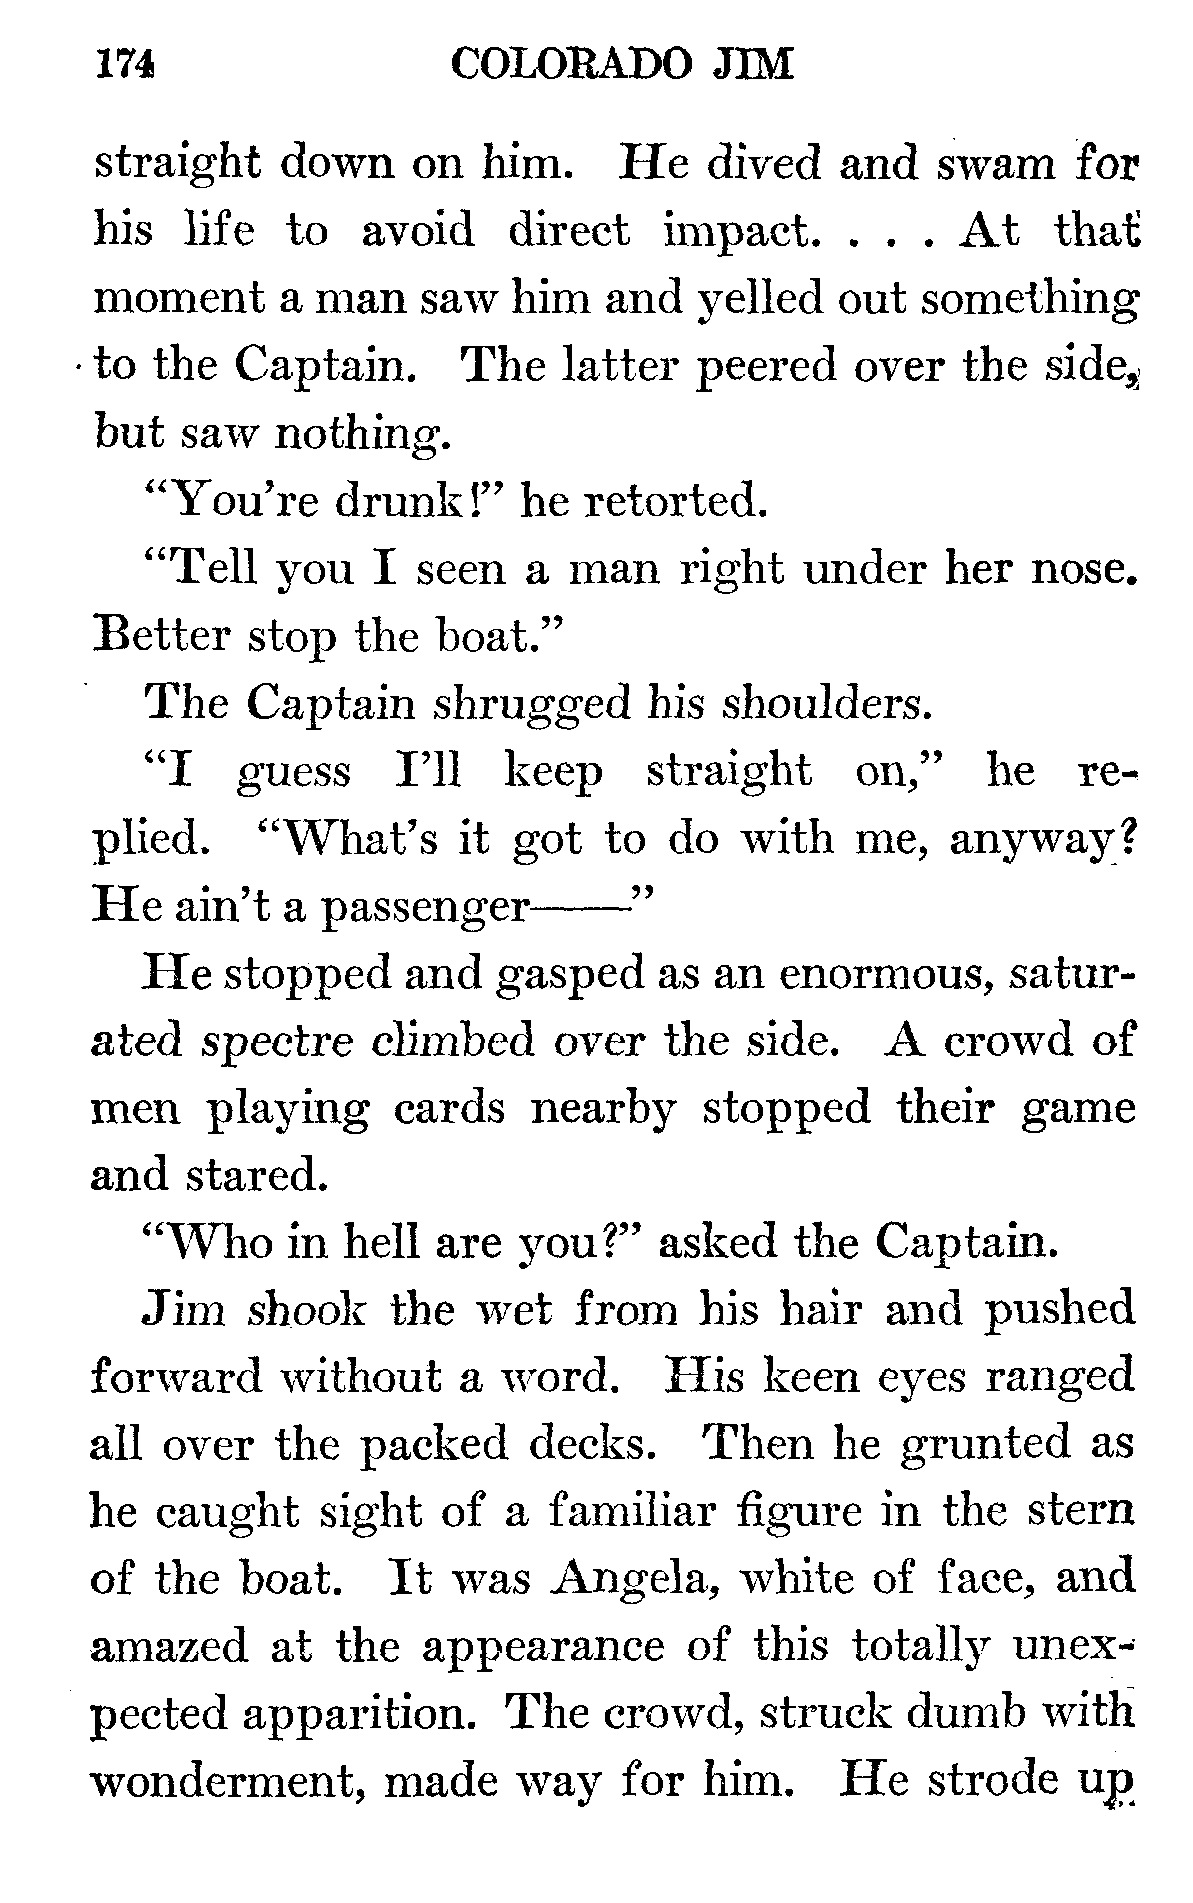 174 COLORADO JIM
straight down on him. He dived and swam for
his life to avoid direct impact. . . . At that
moment a man saw him and yelled out something
to the Captain. The latter peered over the side,
but saw nothing.
“You're drunk!” he retorted.
“Tell you I seen a man right under her nose.
Better stop the boat.”
The Captain shrugged his shoulders.
“I guess I’ll keep straight on,” he re-
plied. “What’s it got to do with me, anyway?
He ain’t a passenger——”
He stopped and gasped as an enormous, satur-
ated spectre climbed over the side. A crowd of
men playing cards nearby stopped their game
and stared.
“Who in hell are you?” asked the Captain.
Jim shook the wet from his hair and pushed
forward without a word. His keen eyes ranged
all over the packed decks. Then he grunted as
he caught sight of a familiar figure in the stern
of the boat. It was Angela, white of face, and
amazed at the appearance of this totally unex-
pected apparition. The crowd, struck dumb with
wonderment, made way for him. He strode up